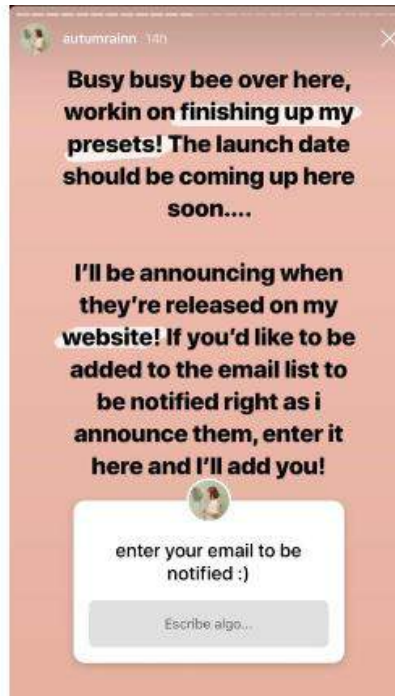 autumrainn 14h
Busy busy bee over here,
workin on finishing up my
presets! The launch date
should be coming up here
soon....
I'll be announcing when
they're released on my
website! If you'd like to be
added to the email list to
be notified right as i
announce them, enter it
here and I'll add you!
enter your email to be
notified :)
Escribe algo...